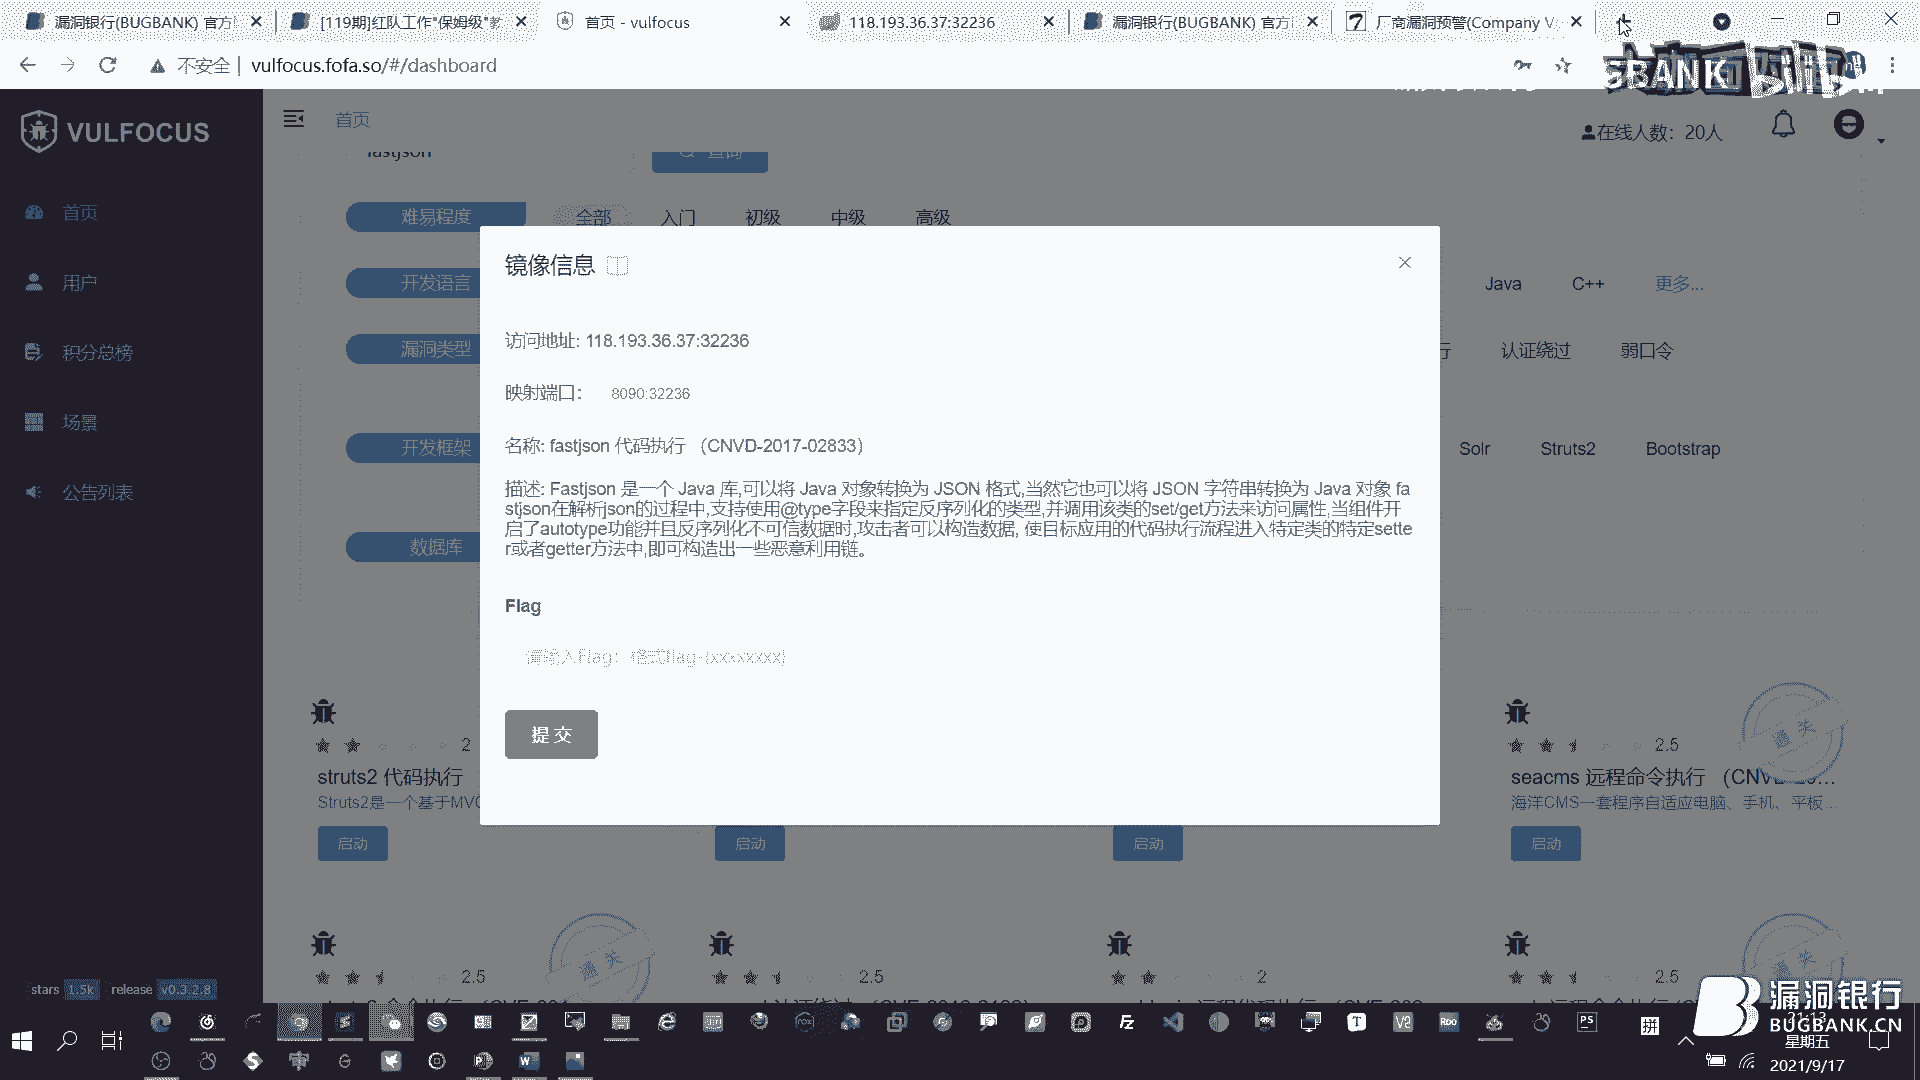 漏洞银行(BUGBANK) 官方
[119期]红队工作"保姆级"教
首页 - vulfocus
118.193.36.37:32236
漏洞银行(BUGBANK) 官方
厂商漏洞预警(Company V
不安全
vulfocus.fofa.so/#/dashboard
VULFOCUS
首页
在线人数: 20人
fastjson
查询
首页
用户
积分总榜
场景
公告列表
难易程度
全部
入门
初级
中级
高级
开发语言
Java
C++
更多...
漏洞类型
行
认证绕过
弱口令
开发框架
Solr
Struts2
Bootstrap
数据库
镜像信息
访问地址: 118.193.36.37:32236
映射端口: 8090:32236
名称: fastjson 代码执行 （CNVD-2017-02833）
描述: Fastjson 是一个 Java 库,可以将 Java 对象转换为 JSON 格式,当然它也可以将 JSON 字符串转换为 Java 对象 fa
stjson在解析json的过程中,支持使用@type字段来指定反序列化的类型,并调用该类的set/get方法来访问属性,当组件开
启了autotype功能并且反序列化不可信数据时,攻击者可以构造数据, 使目标应用的代码执行流程进入特定类的特定sette
r或者getter方法中,即可构造出一些恶意利用链。
Flag
请输入Flag: 格式flag-{xxxxxxxx}
提交
2
struts2 代码执行
Struts2是一个基于MVC
启动
启动
启动
2.5
通关
seacms 远程命令执行
海洋CMS一套程序自适应电脑、手机、平板...
启动
2.5
通关
2.5
2
2.5
通关
stars 1.5k release v0.3.2.8
漏洞银行
BUGBANK.CN
拼
21:13
星期五
2021/9/17